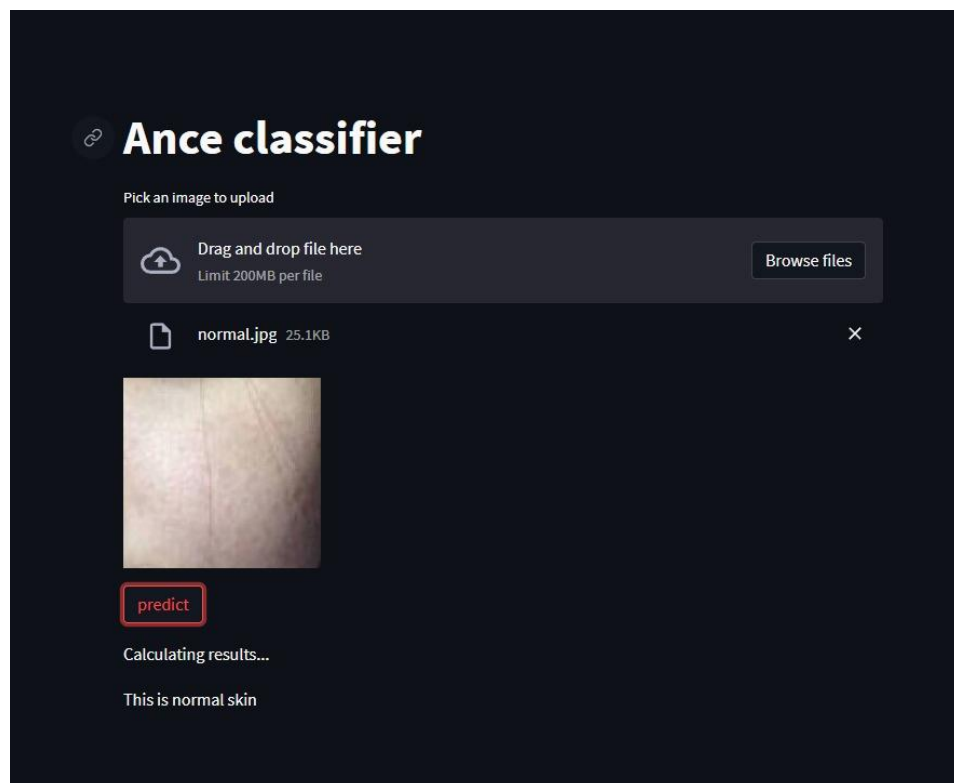 Ance classifier
Pick an image to upload
Drag and drop file here
Limit 200MB per file
Browse files
normal.jpg 25.1KB
predict
Calculating results...
This is normal skin